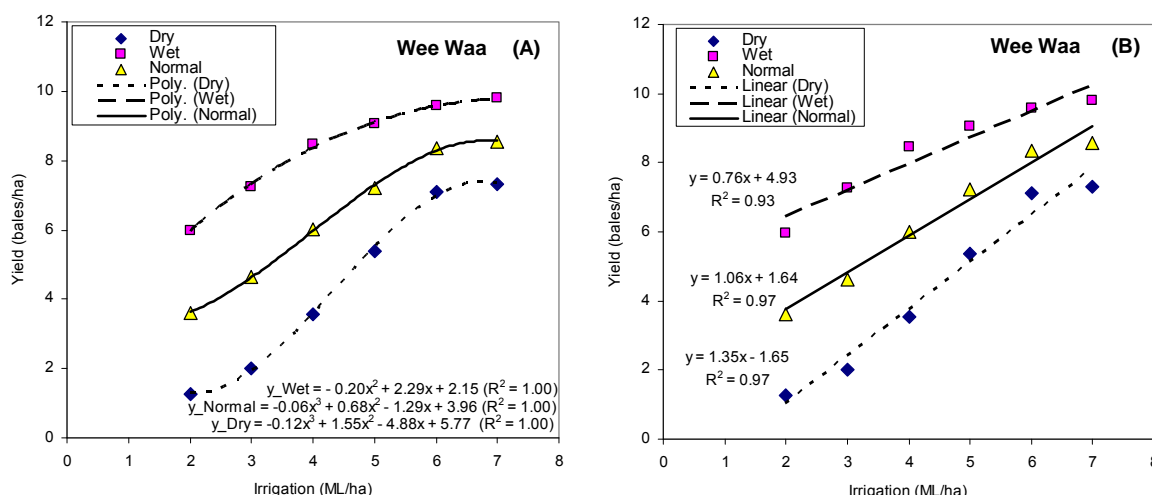 12
10
8
6
4
2
0
Yield (bales/ha)
Dry
Wet
Normal
Poly. (Dry)
Poly. (Wet)
Poly. (Normal)
Wee Waa (A)
y_Wet = - 0.20x² + 2.29x + 2.15 (R² = 1.00)
y_Normal = -0.06x³ + 0.68x² - 1.29x + 3.96 (R² = 1.00)
y_Dry = -0.12x³ + 1.55x² - 4.88x + 5.77 (R² = 1.00)
0 1 2 3 4 5 6 7 8
Irrigation (ML/ha)
12
10
8
6
4
2
0
Yield (bales/ha)
Dry
Wet
Normal
Linear (Dry)
Linear (Wet)
Linear (Normal)
Wee Waa (B)
y = 0.76x + 4.93
R² = 0.93
y = 1.06x + 1.64
R² = 0.97
y = 1.35x - 1.65
R² = 0.97
0 1 2 3 4 5 6 7 8
Irrigation (ML/ha)